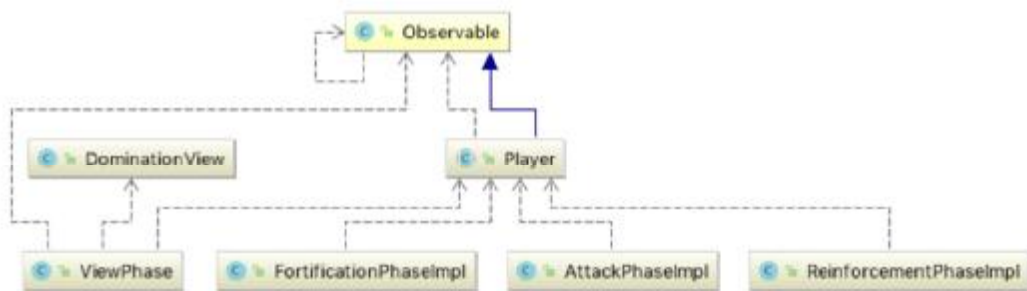 Observable
DominationView
Player
ViewPhase
FortificationPhaseImpl
AttackPhaseImpl
ReinforcementPhaseImpl